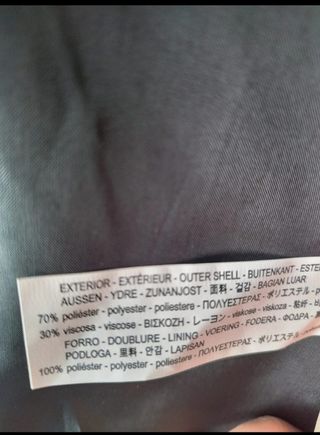 EXTERIOR - EXTÉRIEUR - OUTER SHELL - BUITENKANT - ESTE
AUSSEN - YDRE - ZUNANJOST - 面料 - 겉감 - BAGIAN LUAR
70% poliéster - polyester - poliestere - ΠΟΛΥΕΣΤΕΡΑΣ - ポリエステル - p
30% viscosa - viscose - ΒΙΣΚΟΖΗ - レーヨン - viskose - viskoza - 粘纤 -
FORRO - DOUBLURE - LINING - VOERING - FODERA - ΦΟΔΡΑ -
PODLOGA - 里料 - 안감 - LAPISAN
100% poliéster - polyester - poliestere - ΠΟΛΥΕΣΤΕΡΑΣ - ポリエステル -